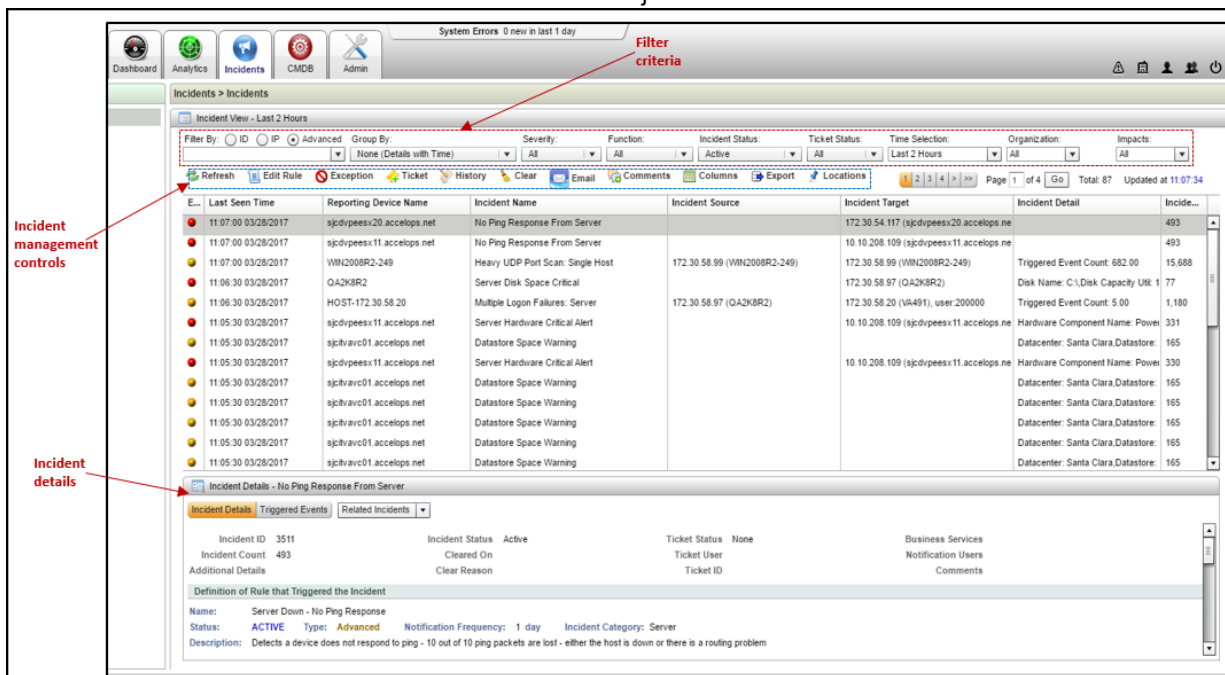 System Errors 0 new in last 1 day
Filter criteria
Dashboard Analytics Incidents CMDB Admin
Incidents > Incidents
Incident View - Last 2 Hours
Filter By: ID IP Advanced Group By: Severity: Function: Incident Status: Ticket Status: Time Selection: Organization: Impacts:
None (Details with Time) All All Active All Last 2 Hours All All
Refresh Edit Rule Exception Ticket History Clear Email Comments Columns Export Locations 1 2 3 4 > >> Page 1 of 4 Go Total: 87 Updated at 11:07:34
E... Last Seen Time Reporting Device Name Incident Name Incident Source Incident Target Incident Detail Incide...
Incident management controls
11:07:00 03/28/2017 sjcdvpeesx20.accelops.net No Ping Response From Server 172.30.54.117 (sjcdvpeesx20.accelops.ne 493
11:07:00 03/28/2017 sjcdvpeesx11.accelops.net No Ping Response From Server 10.10.208.109 (sjcdvpeesx11.accelops.ne 493
11:07:00 03/28/2017 WIN2008R2-249 Heavy UDP Port Scan: Single Host 172.30.58.99 (WIN2008R2-249) 172.30.58.99 (WIN2008R2-249) Triggered Event Count: 682.00 15,688
11:06:30 03/28/2017 QA2K8R2 Server Disk Space Critical 172.30.58.97 (QA2K8R2) Disk Name: C:\,Disk Capacity Util: 1 77
11:06:30 03/28/2017 HOST-172.30.58.20 Multiple Logon Failures: Server 172.30.58.97 (QA2K8R2) 172.30.58.20 (VA491), user:200000 Triggered Event Count: 5.00 1,180
11:05:30 03/28/2017 sjcdvpeesx11.accelops.net Server Hardware Critical Alert 10.10.208.109 (sjcdvpeesx11.accelops.ne Hardware Component Name: Power 331
11:05:30 03/28/2017 sjcitvavc01.accelops.net Datastore Space Warning Datacenter: Santa Clara,Datastore: 165
11:05:30 03/28/2017 sjcdvpeesx11.accelops.net Server Hardware Critical Alert 10.10.208.109 (sjcdvpeesx11.accelops.ne Hardware Component Name: Power 330
11:05:30 03/28/2017 sjcitvavc01.accelops.net Datastore Space Warning Datacenter: Santa Clara,Datastore: 165
11:05:30 03/28/2017 sjcitvavc01.accelops.net Datastore Space Warning Datacenter: Santa Clara,Datastore: 165
11:05:30 03/28/2017 sjcitvavc01.accelops.net Datastore Space Warning Datacenter: Santa Clara,Datastore: 165
11:05:30 03/28/2017 sjcitvavc01.accelops.net Datastore Space Warning Datacenter: Santa Clara,Datastore: 165
11:05:30 03/28/2017 sjcitvavc01.accelops.net Datastore Space Warning Datacenter: Santa Clara,Datastore: 165
Incident details
Incident Details - No Ping Response From Server
Incident Details Triggered Events Related Incidents
Incident ID 3511 Incident Status Active Ticket Status None Business Services
Incident Count 493 Cleared On Ticket User Notification Users
Additional Details Clear Reason Ticket ID Comments
Definition of Rule that Triggered the Incident
Name: Server Down - No Ping Response
Status: ACTIVE Type: Advanced Notification Frequency: 1 day Incident Category: Server
Description: Detects a device does not respond to ping - 10 out of 10 ping packets are lost - either the host is down or there is a routing problem